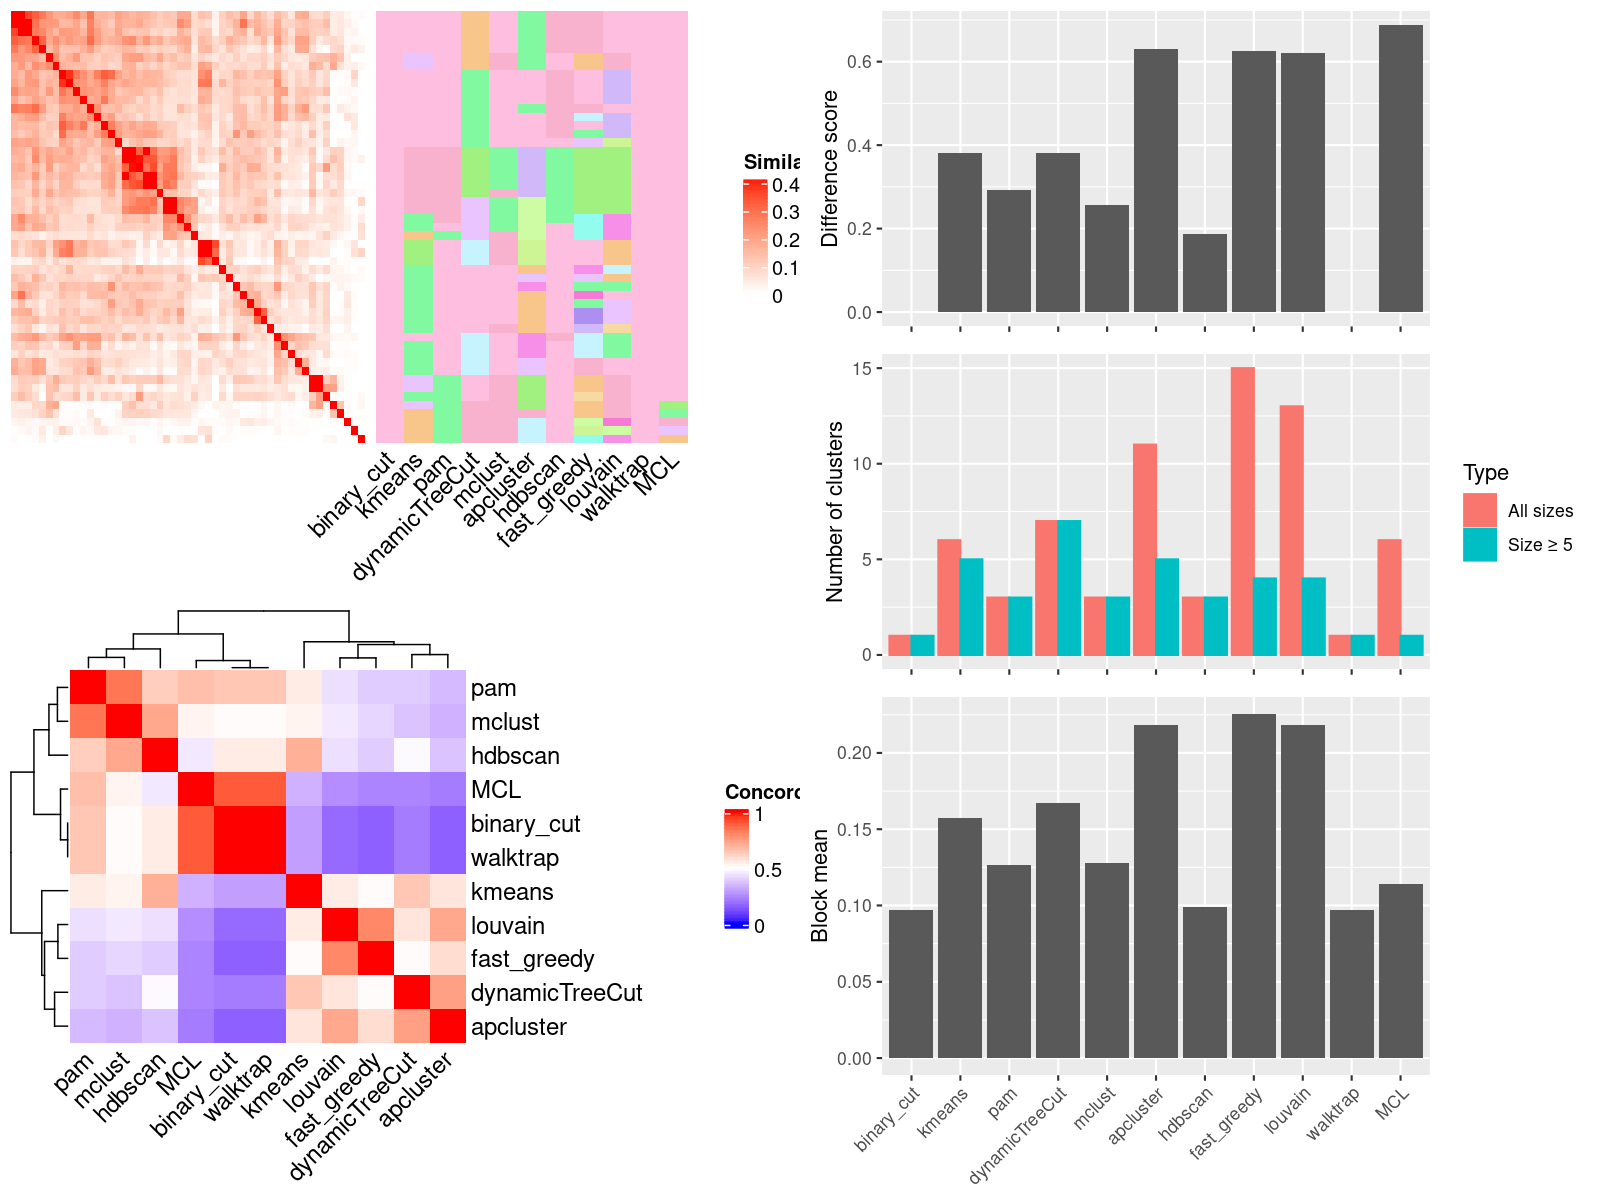 Simila
0.4
0.3
0.2
0.1
0
binary_cut
kmeans
pam
dynamicTreeCut
mclust
apcluster
hdbscan
fast_greedy
louvain
walktrap
MCL
pam
mclust
hdbscan
MCL
binary_cut
walktrap
kmeans
louvain
fast_greedy
dynamicTreeCut
apcluster
pam
mclust
hdbscan
MCL
binary_cut
walktrap
kmeans
louvain
fast_greedy
dynamicTreeCut
apcluster
Concord
1
0.5
0
Difference score
0.6
0.4
0.2
0.0
Number of clusters
15
10
5
0
Type
All sizes
Size ≥ 5
Block mean
0.20
0.15
0.10
0.05
0.00
binary_cut
kmeans
pam
dynamicTreeCut
mclust
apcluster
hdbscan
fast_greedy
louvain
walktrap
MCL